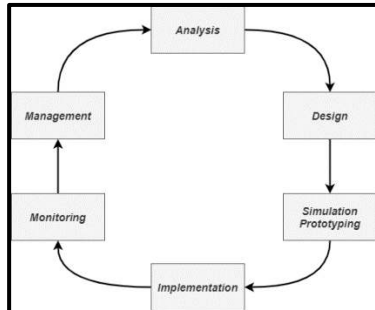 Analysis
Management
Design
Monitoring
Simulation
Prototyping
Implementation